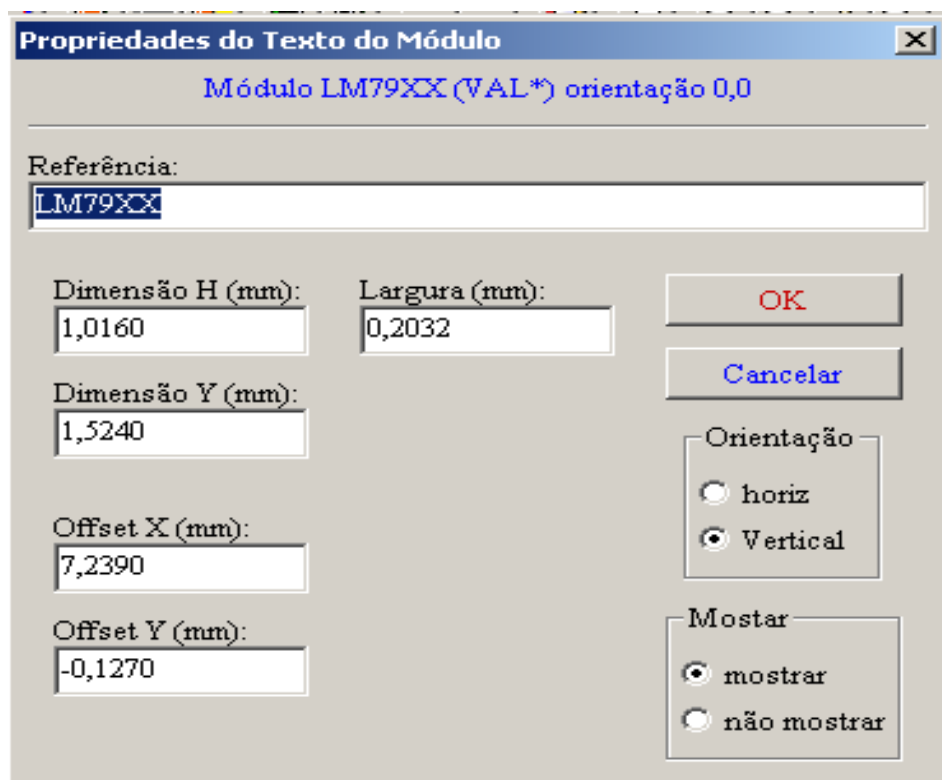 Propriedades do Texto do Módulo
Módulo LM79XX (VAL*) orientação 0,0
Referência:
LM79XX
Dimensão H (mm):
1,0160
Largura (mm):
0,2032
OK
Cancelar
Dimensão Y (mm):
1,5240
Orientação
horiz
Vertical
Offset X (mm):
7,2390
Offset Y (mm):
-0,1270
Mostar
mostrar
não mostrar